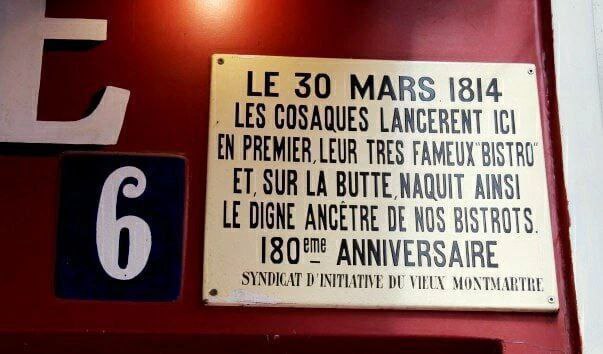 E
6
LE 30 MARS 1814
LES COSAQUES LANCERENT ICI
EN PREMIER, LEUR TRES FAMEUX "BISTRO"
ET, SUR LA BUTTE, NAQUIT AINSI
LE DIGNE ANCÊTRE DE NOS BISTROTS.
180eme ANNIVERSAIRE
SYNDICAT D'INITIATIVE DU VIEUX MONTMARTRE